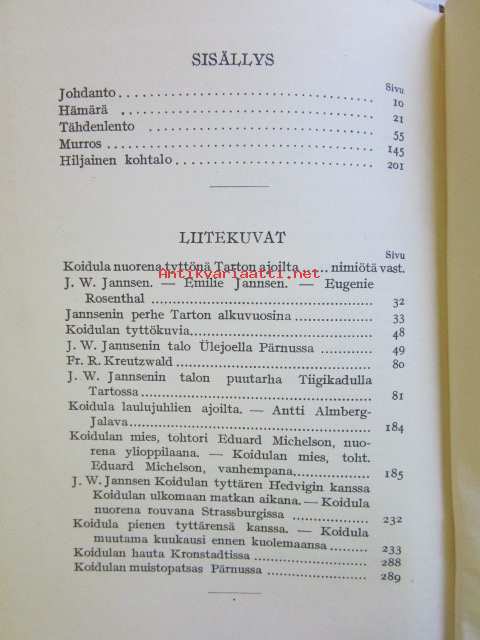 SISÄLLYS
Sivu
Johdanto 10
Hämärä 21
Tähdenlento 55
Murros 145
Hiljainen kohtalo 201
LIITEKUVAT
Sivu
Koidula nuorena tyttönä Tarton ajoilta .... nimiötä vast.
Antikvariaatti.net
J. W. Jannsen. — Emilie Jannsen. — Eugenie
Rosenthal 32
Jannsenin perhe Tarton alkuvuosina 33
Koidulan tyttökuvia 48
J. W. Janusenin talo Ülejoella Pärnussa 49
Fr. R. Kreutzwald 80
J. W. Jannsenin talon puutarha Tiigikadulla
Tartossa 81
Koidula laulujuhlien ajoilta. — Antti Almberg-
Jalava 184
Koidulan mies, tohtori Eduard Michelson, nuo-
rena ylioppilaana. — Koidulan mies, toht.
Eduard Michelson, vanhempana 185
J. W. Jannsen Koidulan tyttären Hedvigin kanssa
Koidulan ulkomaan matkan aikana. — Koidula
nuorena rouvana Strassburgissa 232
Koidula pienen tyttärensä kanssa. — Koidula
muutama kuukausi ennen kuolemaansa 233
Koidulan hauta Kronstadtissa 288
Koidulan muistopatsas Pärnussa 289